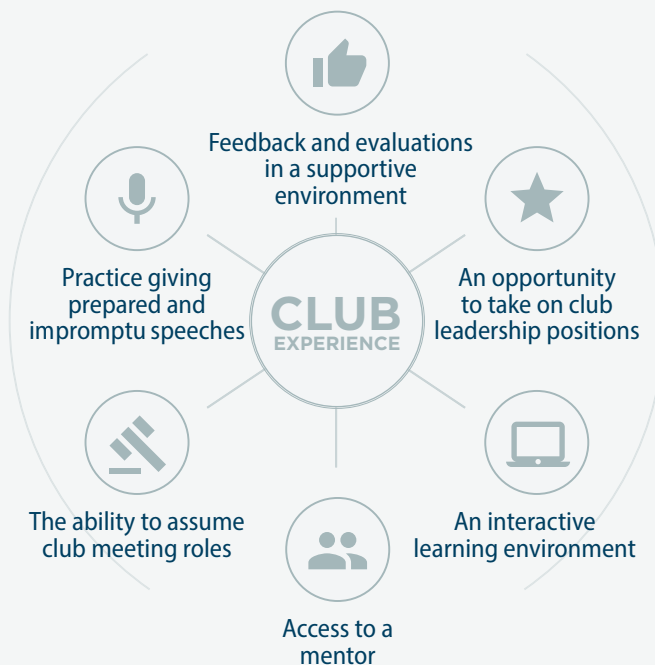 Feedback and evaluations
in a supportive
environment
Practice giving
prepared and
impromptu speeches
CLUB
EXPERIENCE
An opportunity
to take on club
leadership positions
The ability to assume
club meeting roles
An interactive
learning environment
Access to a
mentor